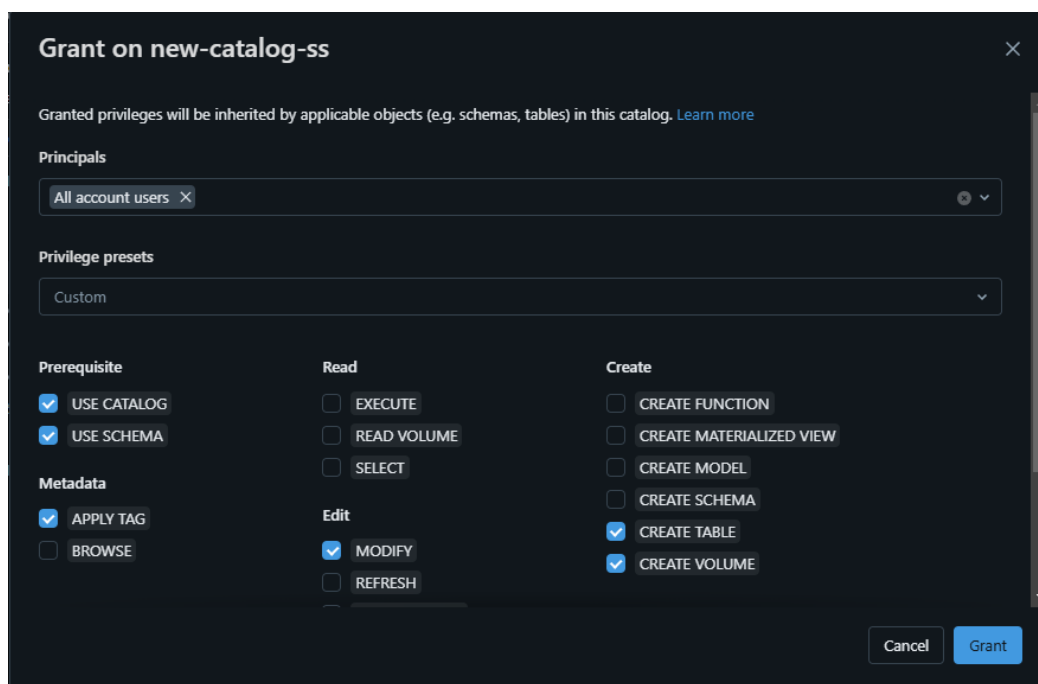 Grant on new-catalog-ss
Granted privileges will be inherited by applicable objects (e.g. schemas, tables) in this catalog. Learn more
Principals
All account users
Privilege presets
Custom
Prerequisite
USE CATALOG
USE SCHEMA
Metadata
APPLY TAG
BROWSE
Read
EXECUTE
READ VOLUME
SELECT
Edit
MODIFY
REFRESH
Create
CREATE FUNCTION
CREATE MATERIALIZED VIEW
CREATE MODEL
CREATE SCHEMA
CREATE TABLE
CREATE VOLUME
Cancel
Grant